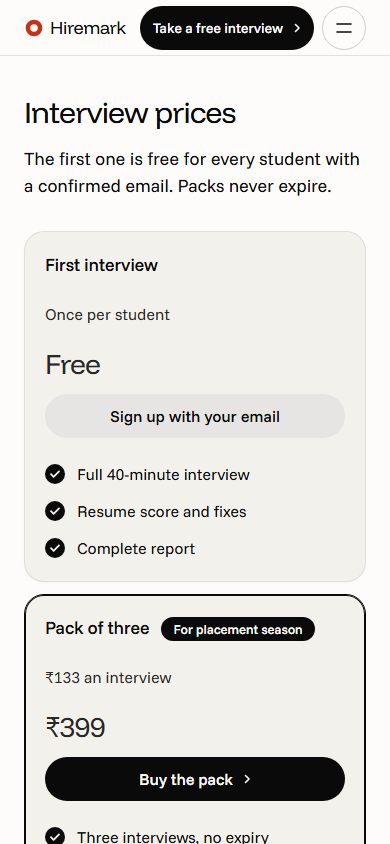 Hiremark
Take a free interview
Interview prices
The first one is free for every student with
a confirmed email. Packs never expire.
First interview
Once per student
Free
Sign up with your email
Full 40-minute interview
Resume score and fixes
Complete report
Pack of three
For placement season
₹133 an interview
₹399
Buy the pack
Three interviews, no expiry